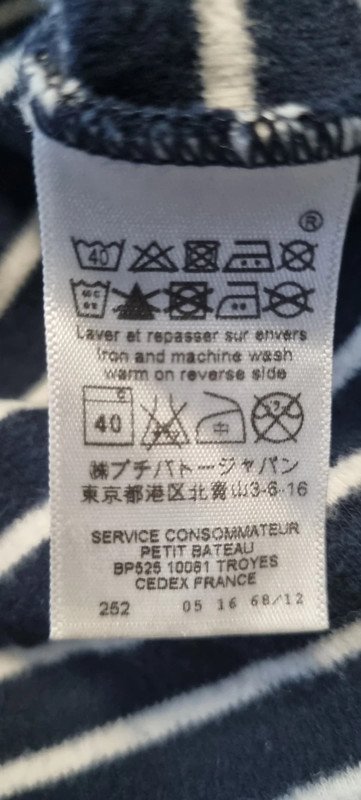 ®
40
Laver et repasser sur envers
Iron and machine wash
warm on reverse side
40
㈱プチバトージャパン
東京都港区北青山3-6-16
SERVICE CONSOMMATEUR
PETIT BATEAU
BP525 10081 TROYES
CEDEX FRANCE
252 05 16 68/12